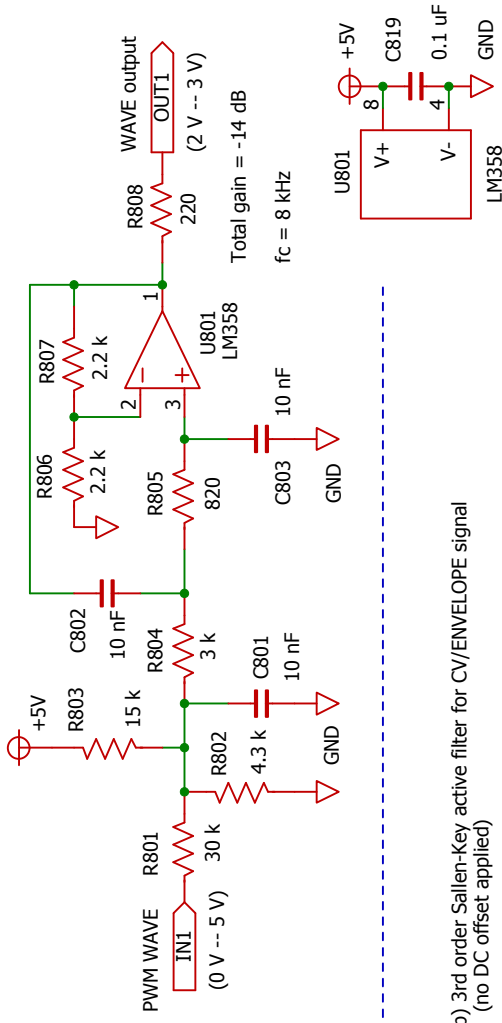 PWM WAVE
IN1
(0 V -- 5 V)
R801
30 k
+5V
R803
15 k
R802
4.3 k
GND
R804
3 k
C801
10 nF
C802
10 nF
R805
820
R806
2.2 k
R807
2.2 k
2
3
1
U801
LM358
C803
10 nF
GND
R808
220
WAVE output
OUT1
(2 V -- 3 V)
Total gain = -14 dB
fc = 8 kHz
U801
V+
V-
8
4
LM358
+5V
C819
0.1 uF
GND
) 3rd order Sallen-Key active filter for CV/ENVELOPE signal
(no DC offset applied)